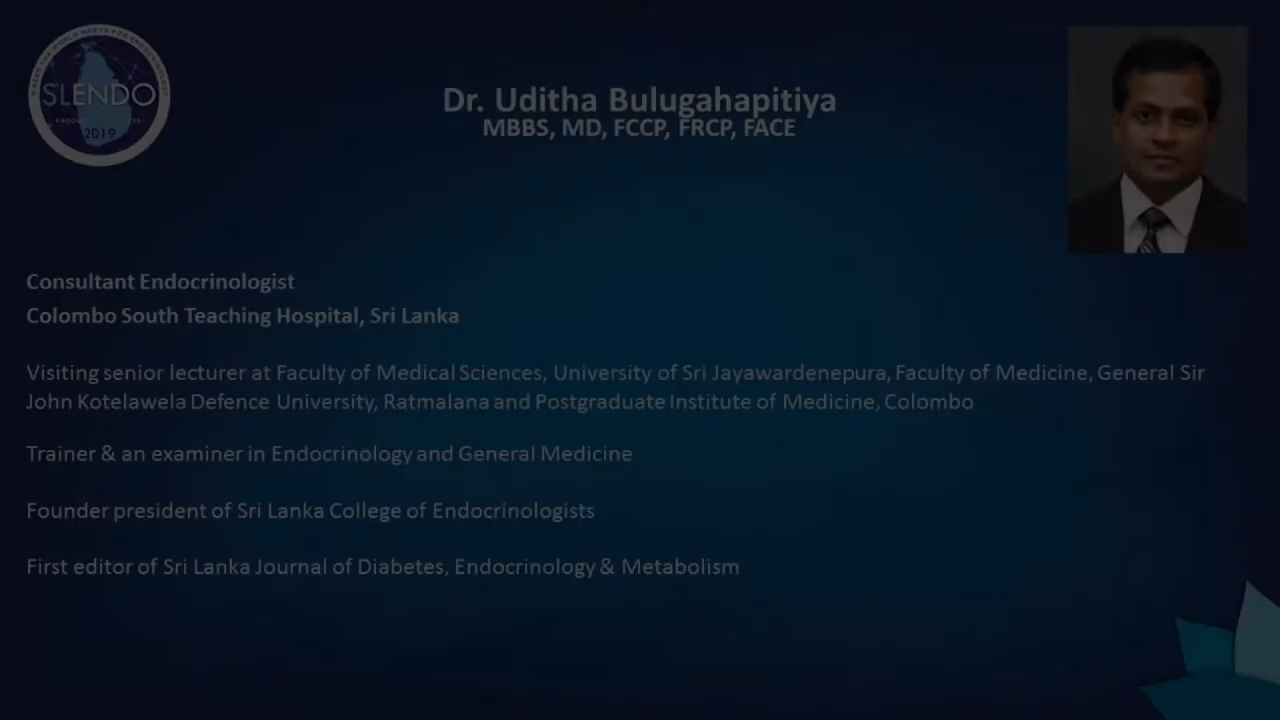 SLENDO
2019
Dr. Uditha Bulugahapitiya
MBBS, MD, FCCP, FRCP, FACE
Consultant Endocrinologist
Colombo South Teaching Hospital, Sri Lanka
Visiting senior lecturer at Faculty of Medical Sciences, University of Sri Jayawardenepura, Faculty of Medicine, General Sir
John Kotelawela Defence University, Ratmalana and Postgraduate Institute of Medicine, Colombo
Trainer & an examiner in Endocrinology and General Medicine
Founder president of Sri Lanka College of Endocrinologists
First editor of Sri Lanka Journal of Diabetes, Endocrinology & Metabolism